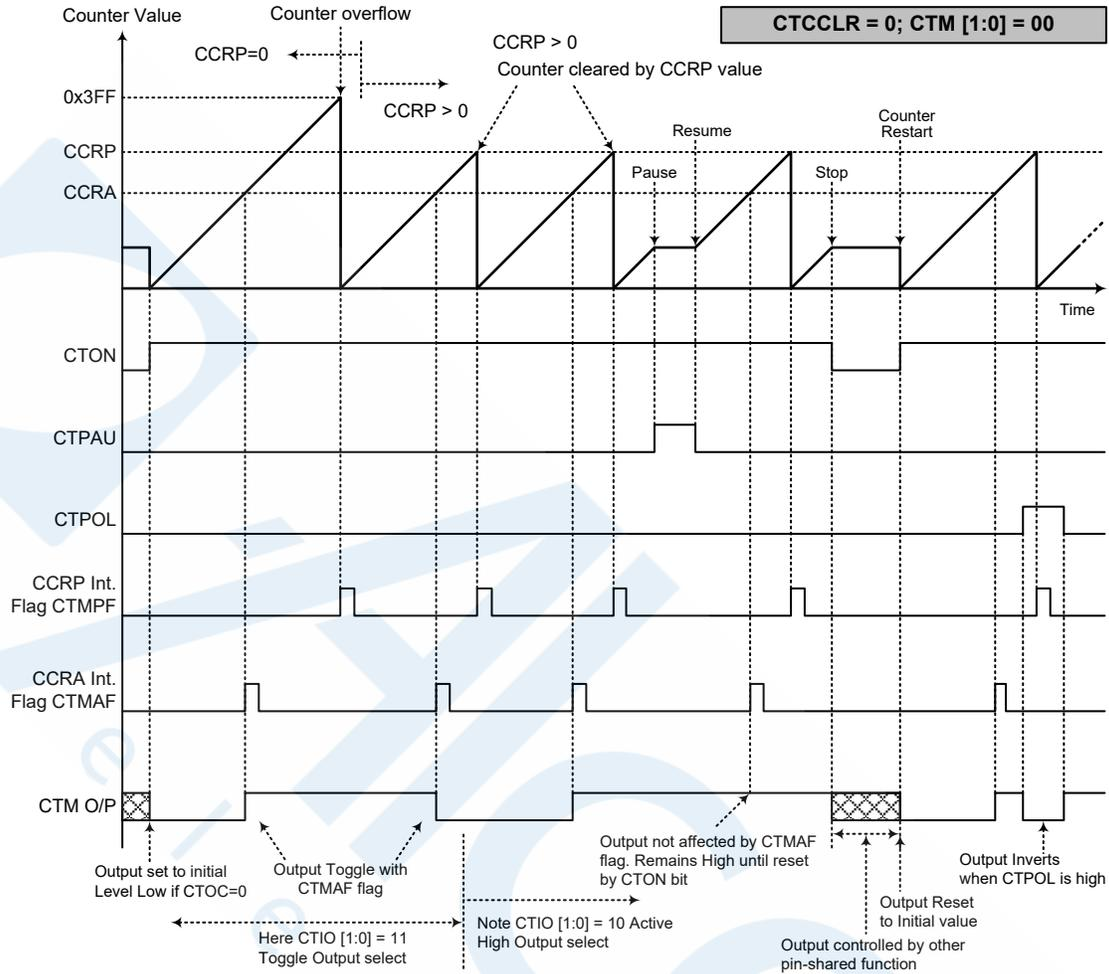 Counter Value
Counter overflow
CTCCLR = 0; CTM [1:0] = 00
CCRP=0
CCRP > 0
CCRP > 0
Counter cleared by CCRP value
0x3FF
CCRP
CCRA
Pause
Resume
Stop
Counter
Restart
Time
CTON
CTPAU
CTPOL
CCRP Int.
Flag CTMPF
CCRA Int.
Flag CTMAF
CTM O/P
Output set to initial
Level Low if CTOC=0
Output Toggle with
CTMAF flag
Output not affected by CTMAF
flag. Remains High until reset
by CTON bit
Output Inverts
when CTPOL is high
Output Reset
to Initial value
Here CTIO [1:0] = 11
Toggle Output select
Note CTIO [1:0] = 10 Active
High Output select
Output controlled by other
pin-shared function